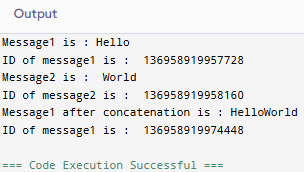 Output
Message1 is : Hello
ID of message1 is :  136958919957728
Message2 is :  World
ID of message2 is :  136958919958160
Message1 after concatenation is : HelloWorld
ID of message1 is :  136958919974448
=== Code Execution Successful ===